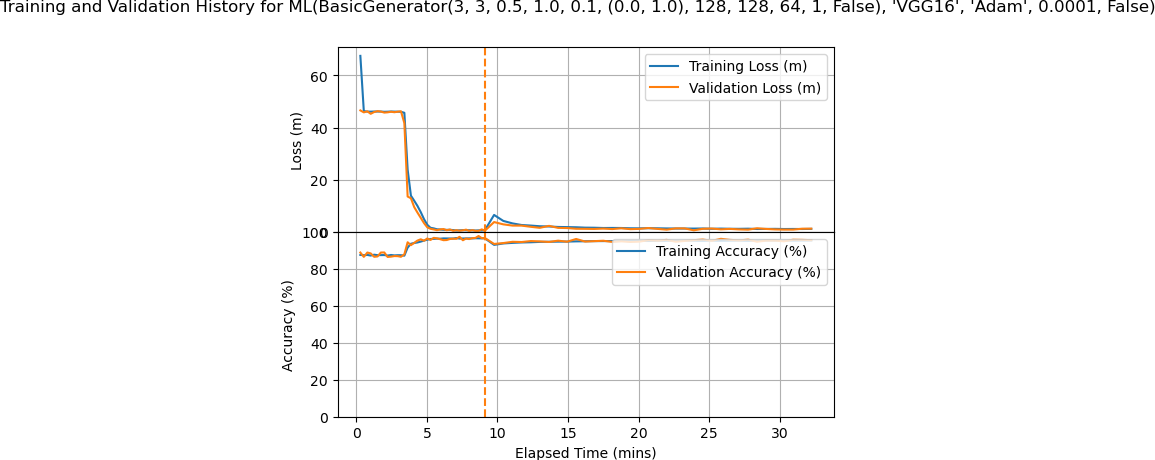 Training and Validation History for ML(BasicGenerator(3, 3, 0.5, 1.0, 0.1, (0.0, 1.0), 128, 128, 64, 1, False), 'VGG16', 'Adam', 0.0001, False)
Training Loss (m)
Validation Loss (m)
60
40
20
0
Loss (m)
Training Accuracy (%)
Validation Accuracy (%)
100
80
60
40
20
0
Accuracy (%)
0 5 10 15 20 25 30
Elapsed Time (mins)